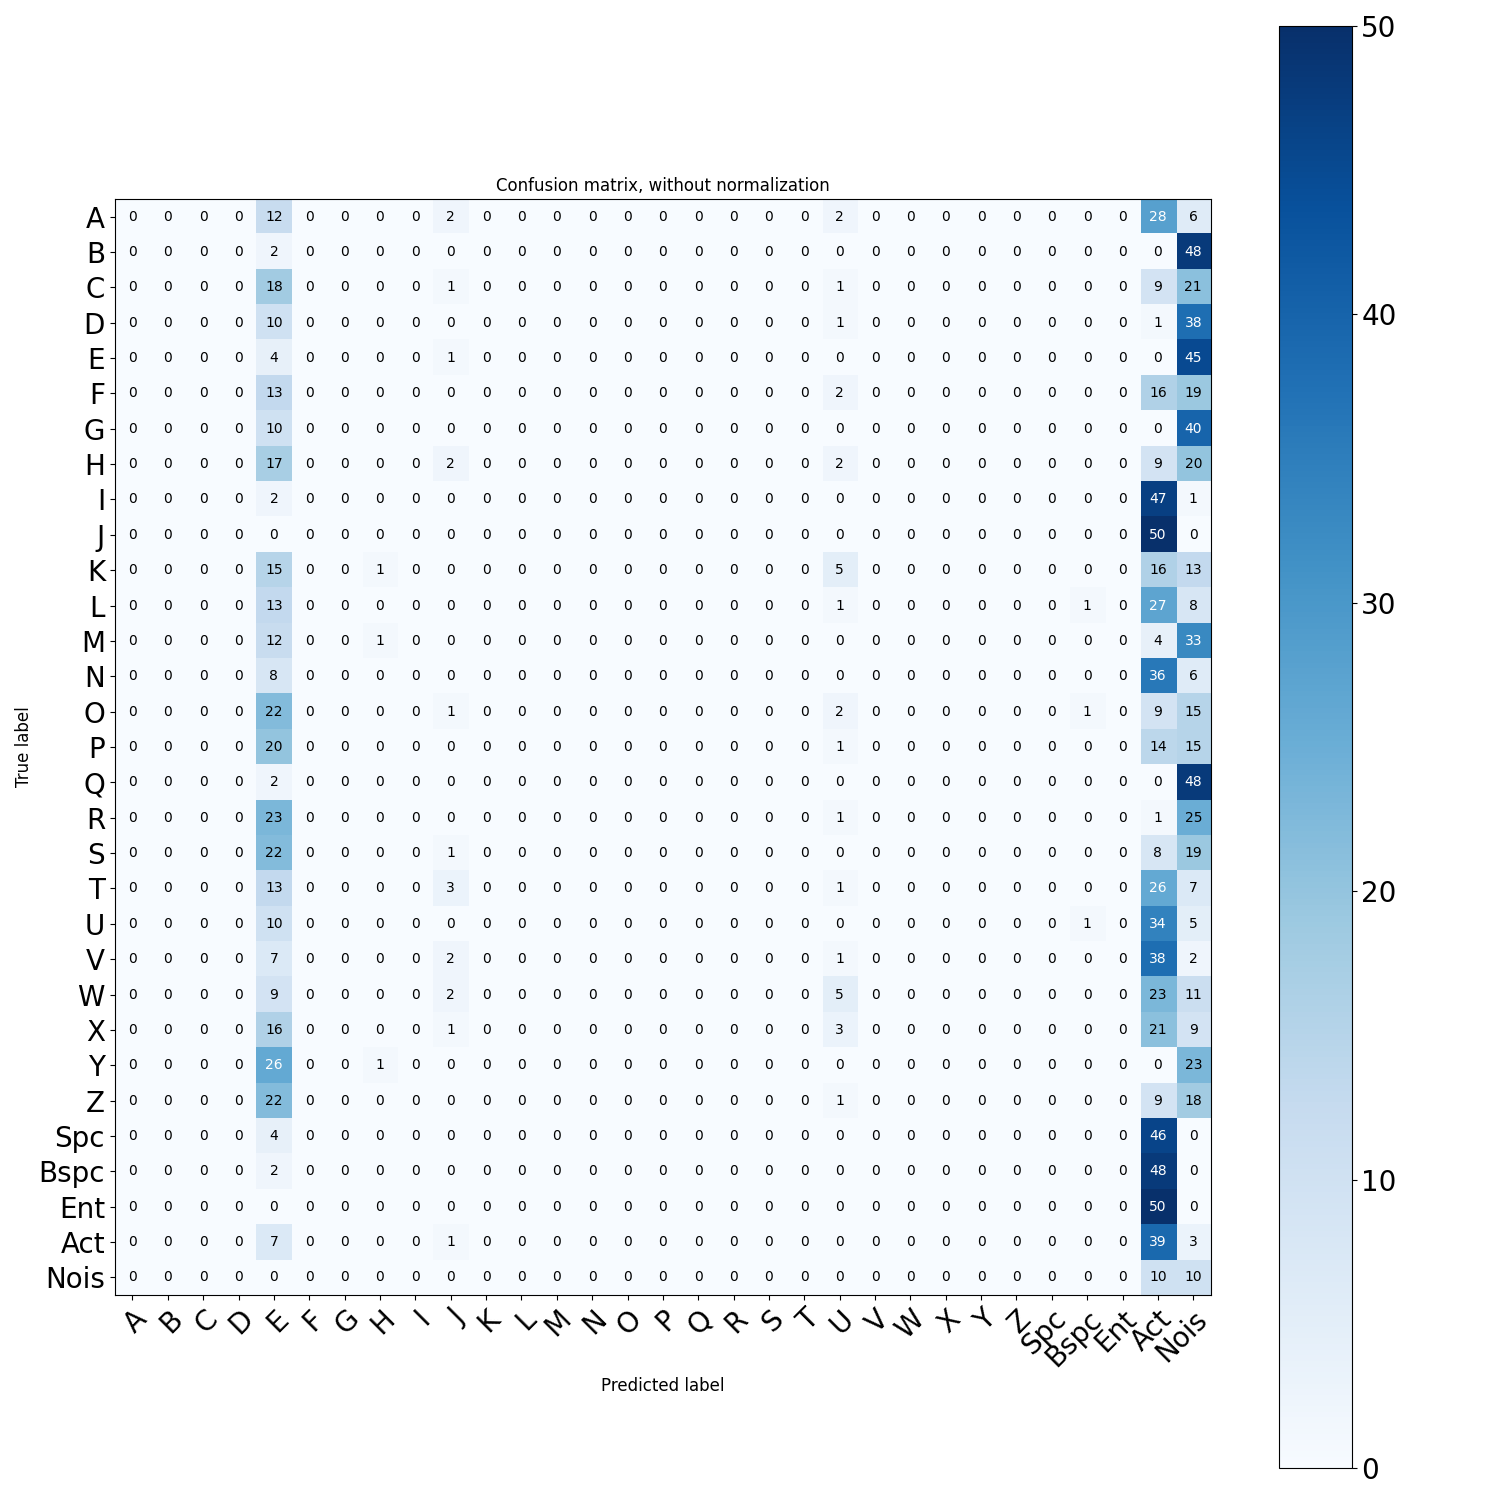 Confusion matrix, without normalization
A 0 0 0 0 12 0 0 0 0 2 0 0 0 0 0 0 0 0 0 0 2 0 0 0 0 0 0 0 0 28 6
B 0 0 0 0 2 0 0 0 0 0 0 0 0 0 0 0 0 0 0 0 0 0 0 0 0 0 0 0 0 0 48
C 0 0 0 0 18 0 0 0 0 1 0 0 0 0 0 0 0 0 0 0 1 0 0 0 0 0 0 0 0 9 21
D 0 0 0 0 10 0 0 0 0 0 0 0 0 0 0 0 0 0 0 0 1 0 0 0 0 0 0 0 0 1 38
E 0 0 0 0 4 0 0 0 0 1 0 0 0 0 0 0 0 0 0 0 0 0 0 0 0 0 0 0 0 0 45
F 0 0 0 0 13 0 0 0 0 0 0 0 0 0 0 0 0 0 0 0 2 0 0 0 0 0 0 0 0 16 19
G 0 0 0 0 10 0 0 0 0 0 0 0 0 0 0 0 0 0 0 0 0 0 0 0 0 0 0 0 0 0 40
H 0 0 0 0 17 0 0 0 0 2 0 0 0 0 0 0 0 0 0 0 2 0 0 0 0 0 0 0 0 9 20
I 0 0 0 0 2 0 0 0 0 0 0 0 0 0 0 0 0 0 0 0 0 0 0 0 0 0 0 0 0 47 1
J 0 0 0 0 0 0 0 0 0 0 0 0 0 0 0 0 0 0 0 0 0 0 0 0 0 0 0 0 0 50 0
K 0 0 0 0 15 0 0 1 0 0 0 0 0 0 0 0 0 0 0 0 5 0 0 0 0 0 0 0 0 16 13
L 0 0 0 0 13 0 0 0 0 0 0 0 0 0 0 0 0 0 0 0 1 0 0 0 0 0 0 1 0 27 8
M 0 0 0 0 12 0 0 1 0 0 0 0 0 0 0 0 0 0 0 0 0 0 0 0 0 0 0 0 0 4 33
N 0 0 0 0 8 0 0 0 0 0 0 0 0 0 0 0 0 0 0 0 0 0 0 0 0 0 0 0 0 36 6
O 0 0 0 0 22 0 0 0 0 1 0 0 0 0 0 0 0 0 0 0 2 0 0 0 0 0 0 1 0 9 15
P 0 0 0 0 20 0 0 0 0 0 0 0 0 0 0 0 0 0 0 0 1 0 0 0 0 0 0 0 0 14 15
Q 0 0 0 0 2 0 0 0 0 0 0 0 0 0 0 0 0 0 0 0 0 0 0 0 0 0 0 0 0 0 48
R 0 0 0 0 23 0 0 0 0 0 0 0 0 0 0 0 0 0 0 0 1 0 0 0 0 0 0 0 0 1 25
S 0 0 0 0 22 0 0 0 0 1 0 0 0 0 0 0 0 0 0 0 0 0 0 0 0 0 0 0 0 8 19
T 0 0 0 0 13 0 0 0 0 3 0 0 0 0 0 0 0 0 0 0 1 0 0 0 0 0 0 0 0 26 7
U 0 0 0 0 10 0 0 0 0 0 0 0 0 0 0 0 0 0 0 0 0 0 0 0 0 0 0 1 0 34 5
V 0 0 0 0 7 0 0 0 0 2 0 0 0 0 0 0 0 0 0 0 1 0 0 0 0 0 0 0 0 38 2
W 0 0 0 0 9 0 0 0 0 2 0 0 0 0 0 0 0 0 0 0 5 0 0 0 0 0 0 0 0 23 11
X 0 0 0 0 16 0 0 0 0 1 0 0 0 0 0 0 0 0 0 0 3 0 0 0 0 0 0 0 0 21 9
Y 0 0 0 0 26 0 0 1 0 0 0 0 0 0 0 0 0 0 0 0 0 0 0 0 0 0 0 0 0 0 23
Z 0 0 0 0 22 0 0 0 0 0 0 0 0 0 0 0 0 0 0 0 1 0 0 0 0 0 0 0 0 9 18
Spc 0 0 0 0 4 0 0 0 0 0 0 0 0 0 0 0 0 0 0 0 0 0 0 0 0 0 0 0 0 46 0
Bspc 0 0 0 0 2 0 0 0 0 0 0 0 0 0 0 0 0 0 0 0 0 0 0 0 0 0 0 0 0 48 0
Ent 0 0 0 0 0 0 0 0 0 0 0 0 0 0 0 0 0 0 0 0 0 0 0 0 0 0 0 0 0 50 0
Act 0 0 0 0 7 0 0 0 0 1 0 0 0 0 0 0 0 0 0 0 0 0 0 0 0 0 0 0 0 39 3
Nois 0 0 0 0 0 0 0 0 0 0 0 0 0 0 0 0 0 0 0 0 0 0 0 0 0 0 0 0 0 10 10
A B C D E F G H I J K L M N O P Q R S T U V W X Y Z Spc Bspc Ent Act Nois
Predicted label
True label
50
40
30
20
10
0